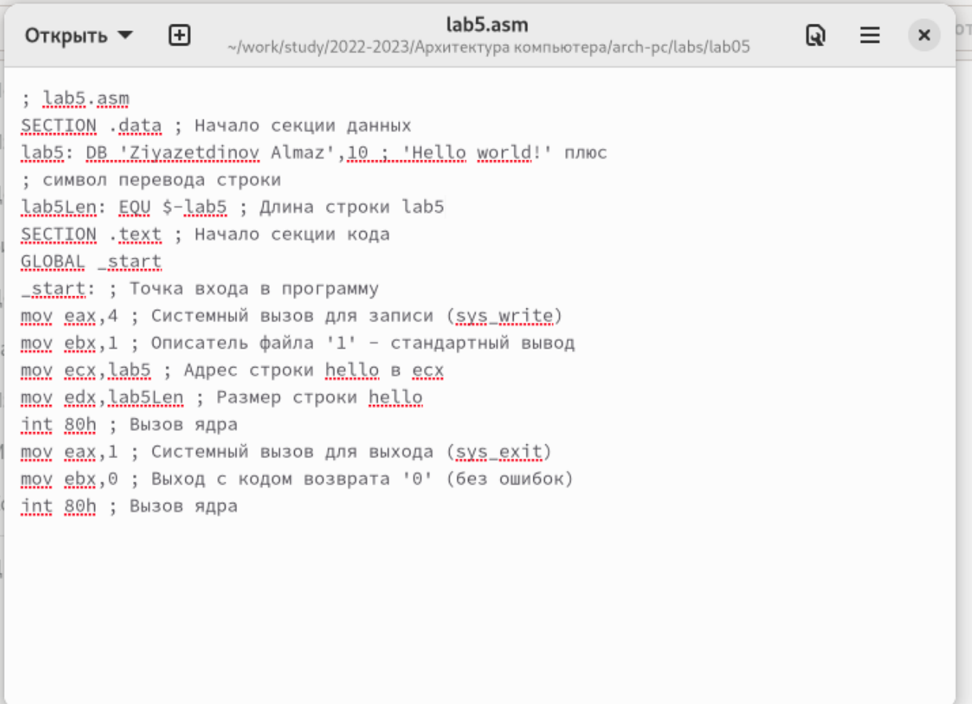 Открыть
lab5.asm
~/work/study/2022-2023/Архитектура компьютера/arch-pc/labs/lab05
; lab5.asm
SECTION .data ; Начало секции данных
lab5: DB 'Ziyazetdinov Almaz',10 ; 'Hello world!' плюс
; символ перевода строки
lab5Len: EQU $-lab5 ; Длина строки lab5
SECTION .text ; Начало секции кода
GLOBAL _start
_start: ; Точка входа в программу
mov eax,4 ; Системный вызов для записи (sys_write)
mov ebx,1 ; Описатель файла '1' - стандартный вывод
mov ecx,lab5 ; Адрес строки hello в ecx
mov edx,lab5Len ; Размер строки hello
int 80h ; Вызов ядра
mov eax,1 ; Системный вызов для выхода (sys_exit)
mov ebx,0 ; Выход с кодом возврата '0' (без ошибок)
int 80h ; Вызов ядра